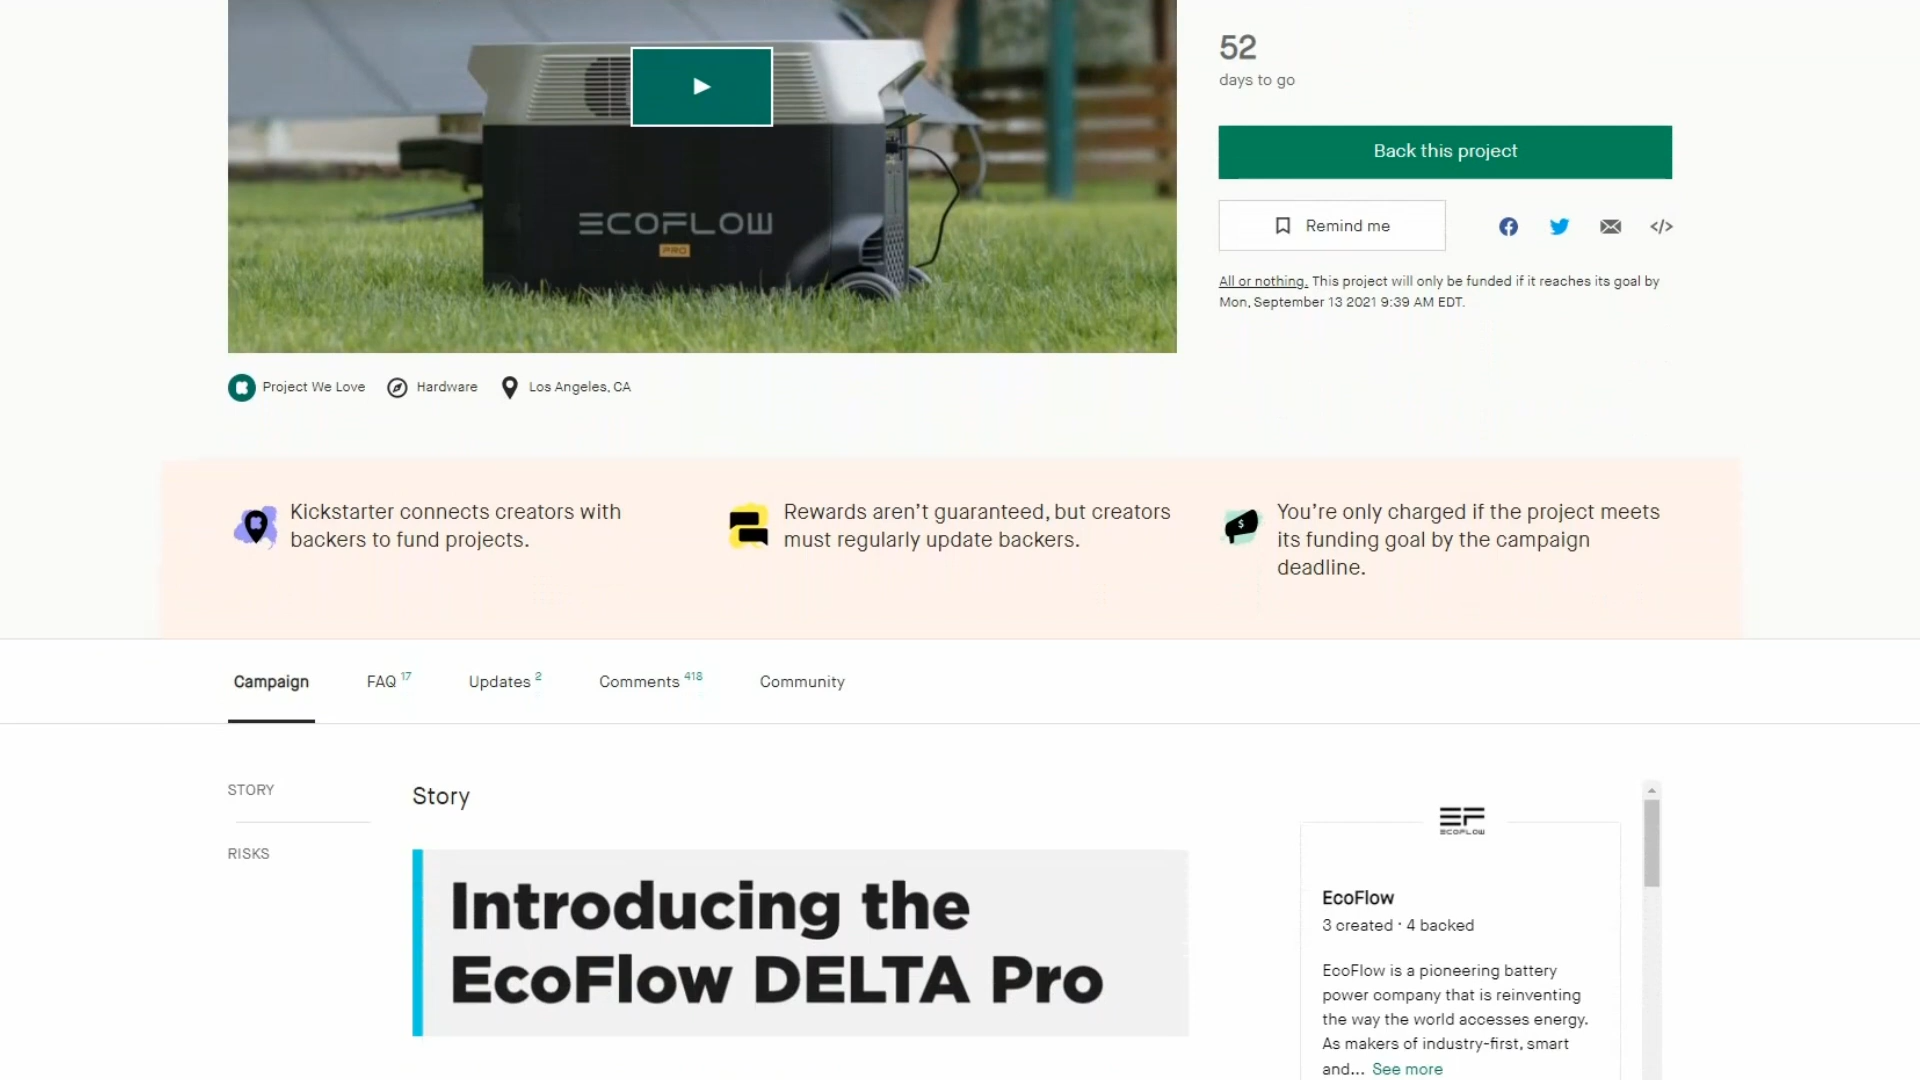 52
days to go
Back this project
Remind me
All or nothing. This project will only be funded if it reaches its goal by
Mon, September 13 2021 9:39 AM EDT.
ECOFLOW
PRO
Project We Love
Hardware
Los Angeles, CA
Kickstarter connects creators with
backers to fund projects.
Rewards aren't guaranteed, but creators
must regularly update backers.
You're only charged if the project meets
its funding goal by the campaign
deadline.
Campaign
FAQ 17
Updates 2
Comments 418
Community
STORY
RISKS
Story
Introducing the
EcoFlow DELTA Pro
EF
ECOFLOW
EcoFlow
3 created · 4 backed
EcoFlow is a pioneering battery
power company that is reinventing
the way the world accesses energy.
As makers of industry-first, smart
and... See more